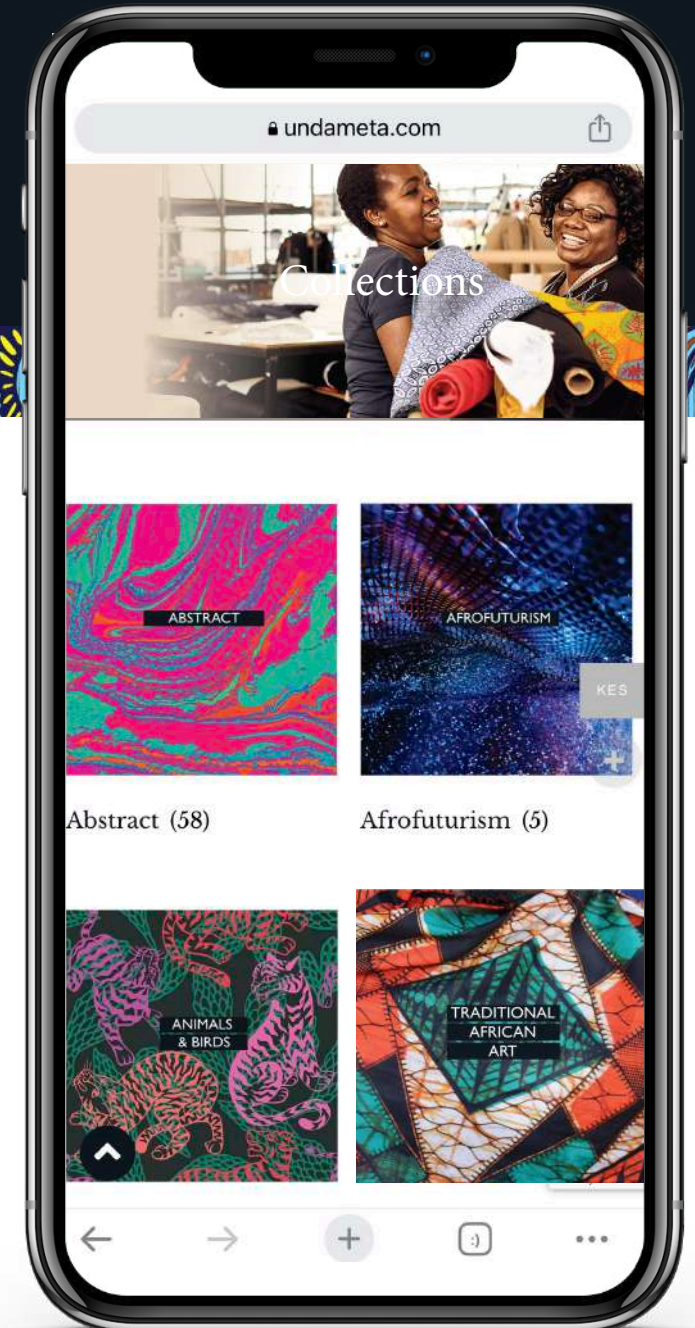 undameta.com
Collections
ABSTRACT
AFROFUTURISM
KES
Abstract (58)
Afrofuturism (5)
ANIMALS
& BIRDS
TRADITIONAL
AFRICAN
ART
:)